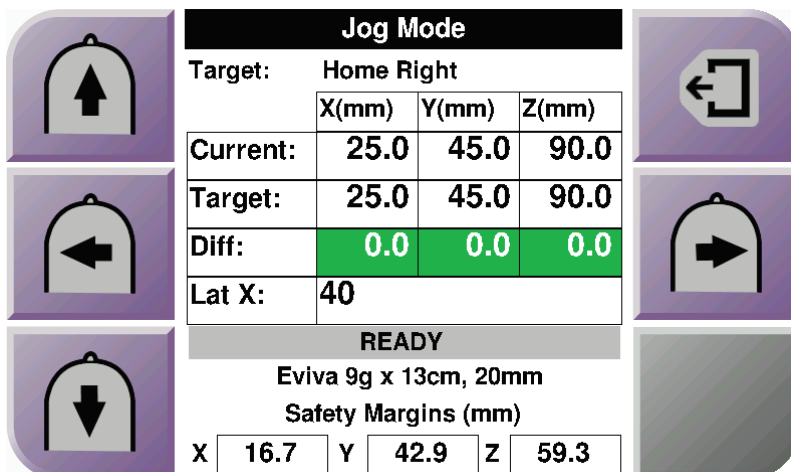 Jog Mode
Target: Home Right
X(mm) Y(mm) Z(mm)
Current: 25.0 45.0 90.0
Target: 25.0 45.0 90.0
Diff: 0.0 0.0 0.0
Lat X: 40
READY
Eviva 9g x 13cm, 20mm
Safety Margins (mm)
X 16.7 Y 42.9 Z 59.3